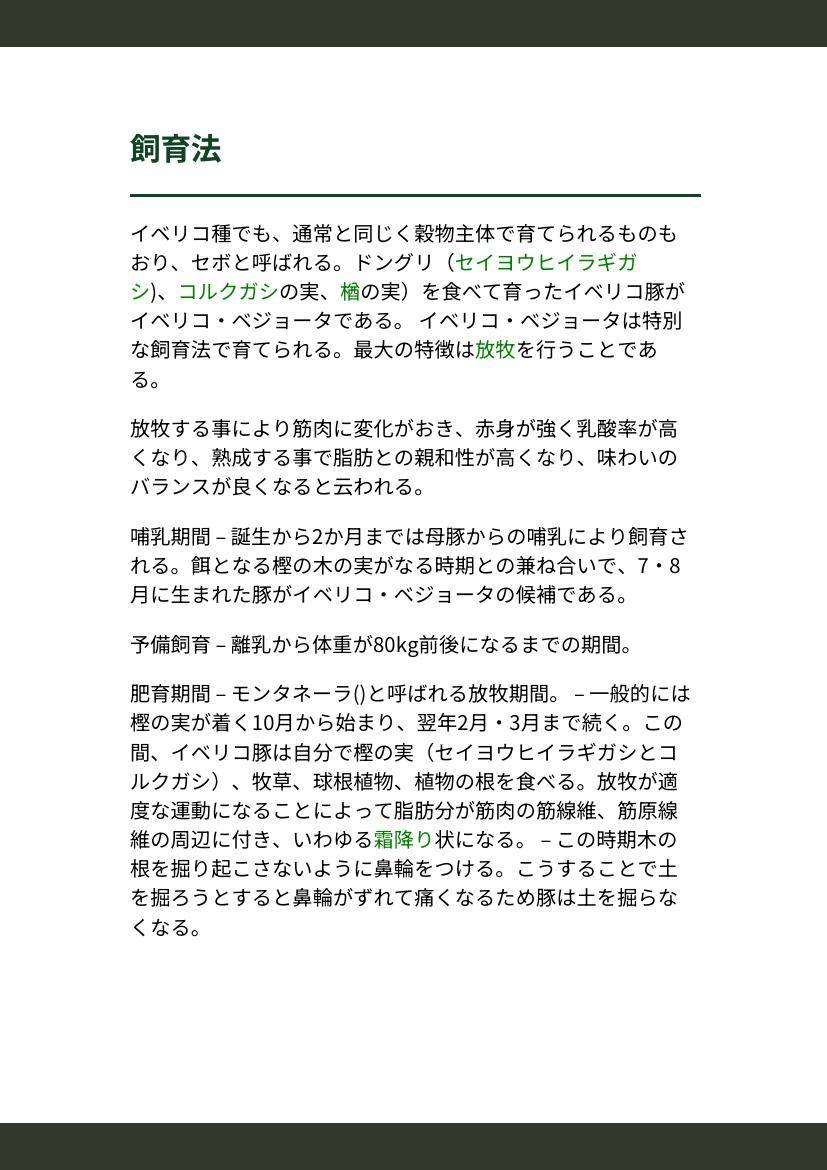 飼育法
イベリコ種でも、通常と同じく穀物主体で育てられるものも
おり、セボと呼ばれる。ドングリ（セイヨウヒイラギガ
シ)、コルクガシの実、楢の実）を食べて育ったイベリコ豚が
イベリコ・ベジョータである。 イベリコ・ベジョータは特別
な飼育法で育てられる。最大の特徴は放牧を行うことであ
る。
放牧する事により筋肉に変化がおき、赤身が強く乳酸率が高
くなり、熟成する事で脂肪との親和性が高くなり、味わいの
バランスが良くなると云われる。
哺乳期間 – 誕生から2か月までは母豚からの哺乳により飼育さ
れる。餌となる樫の木の実がなる時期との兼ね合いで、7・8
月に生まれた豚がイベリコ・ベジョータの候補である。
予備飼育 – 離乳から体重が80kg前後になるまでの期間。
肥育期間 – モンタネーラ()と呼ばれる放牧期間。 – 一般的には
樫の実が着く10月から始まり、翌年2月・3月まで続く。この
間、イベリコ豚は自分で樫の実（セイヨウヒイラギガシとコ
ルクガシ）、牧草、球根植物、植物の根を食べる。放牧が適
度な運動になることによって脂肪分が筋肉の筋線維、筋原線
維の周辺に付き、いわゆる霜降り状になる。 – この時期木の
根を掘り起こさないように鼻輪をつける。こうすることで土
を掘ろうとすると鼻輪がずれて痛くなるため豚は土を掘らな
くなる。